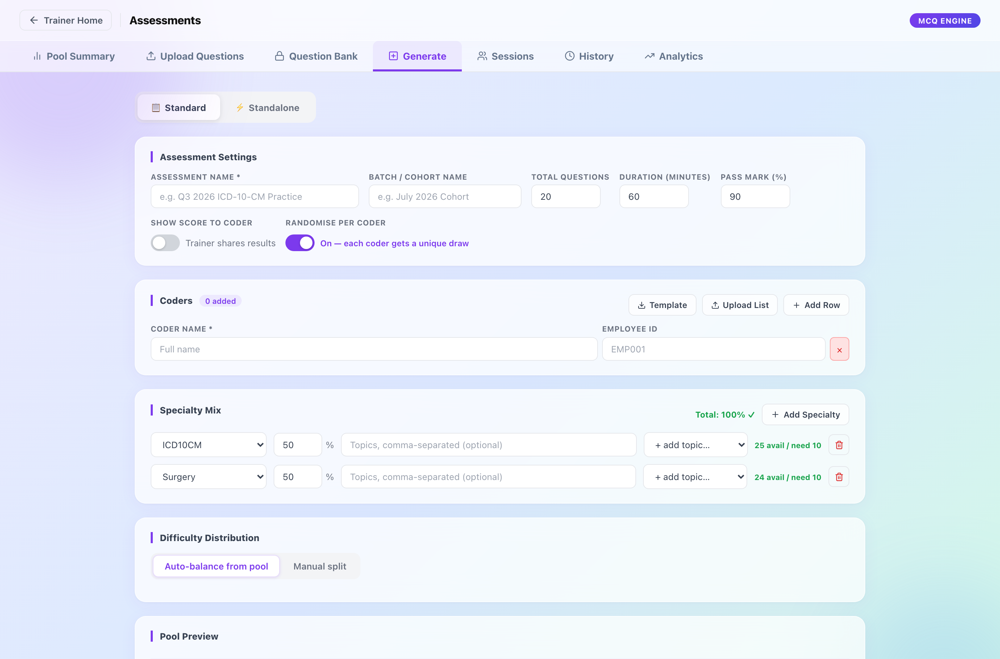 Trainer Home
Assessments
MCQ ENGINE
Pool Summary
Upload Questions
Question Bank
Generate
Sessions
History
Analytics
Standard
Standalone
Assessment Settings
ASSESSMENT NAME *
BATCH / COHORT NAME
TOTAL QUESTIONS
DURATION (MINUTES)
PASS MARK (%)
e.g. Q3 2026 ICD-10-CM Practice
e.g. July 2026 Cohort
20
60
90
SHOW SCORE TO CODER
RANDOMISE PER CODER
Trainer shares results
On — each coder gets a unique draw
Coders
0 added
Template
Upload List
+ Add Row
CODER NAME *
EMPLOYEE ID
Full name
EMP001
×
Specialty Mix
Total: 100% ✓
+ Add Specialty
ICD10CM
50
%
Topics, comma-separated (optional)
+ add topic...
25 avail / need 10
Surgery
50
%
Topics, comma-separated (optional)
+ add topic...
24 avail / need 10
Difficulty Distribution
Auto-balance from pool
Manual split
Pool Preview